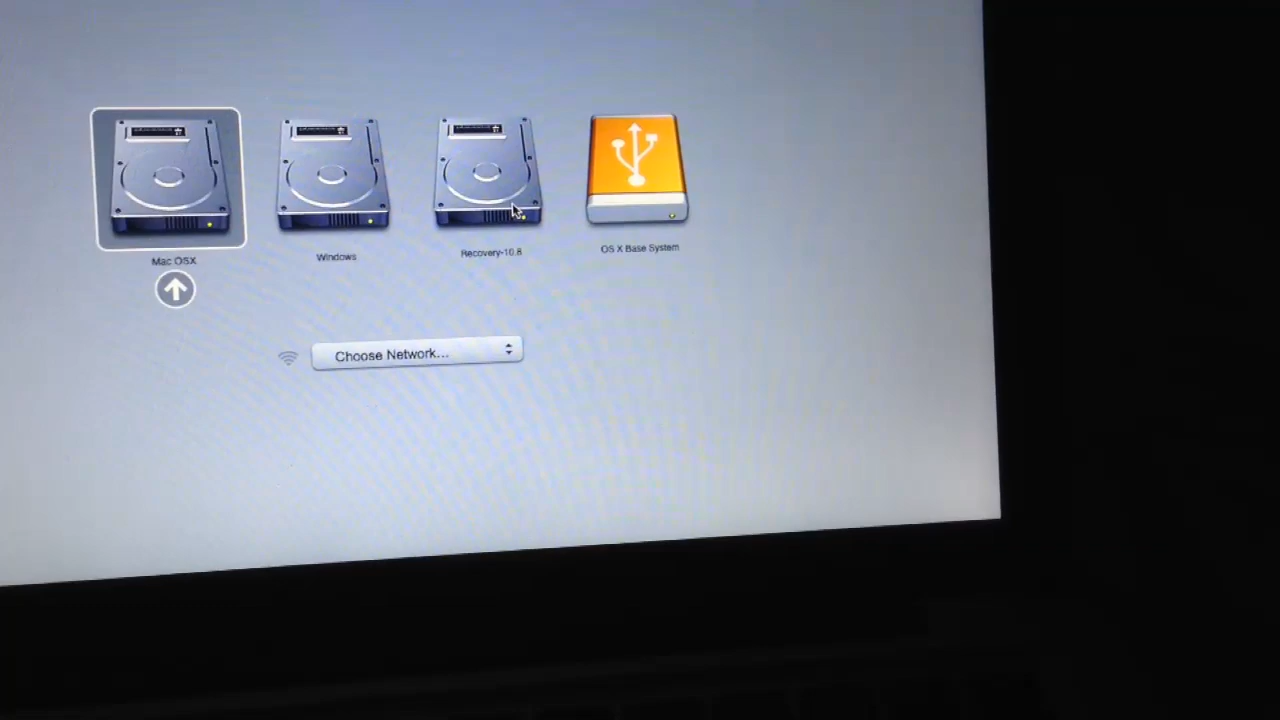 Mac OSX
Windows
Recovery-10.8
OS X Base System
Choose Network...